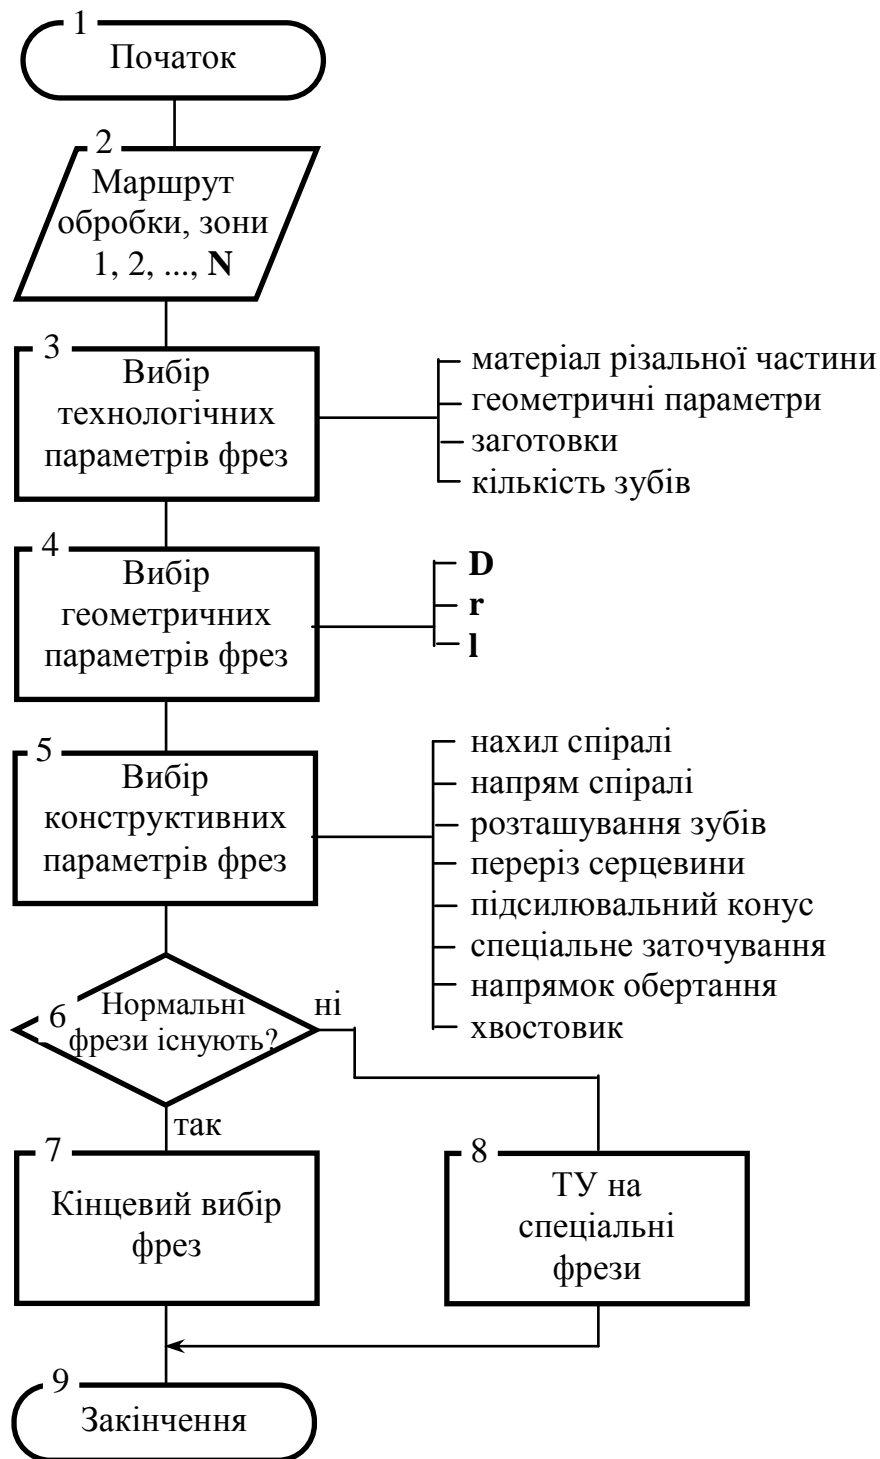 1
Початок
2
Маршрут
обробки, зони
1, 2, ..., N
3
Вибір
технологічних
параметрів фрез
матеріал різальної частини
геометричні параметри
заготовки
кількість зубів
4
Вибір
геометричних
параметрів фрез
D
r
l
5
Вибір
конструктивних
параметрів фрез
нахил спіралі
напрям спіралі
розташування зубів
переріз серцевини
підсилювальний конус
спеціальне заточування
напрямок обертання
хвостовик
6
Нормальні
фрези існують?
ні
так
7
Кінцевий вибір
фрез
8
ТУ на
спеціальні
фрези
9
Закінчення